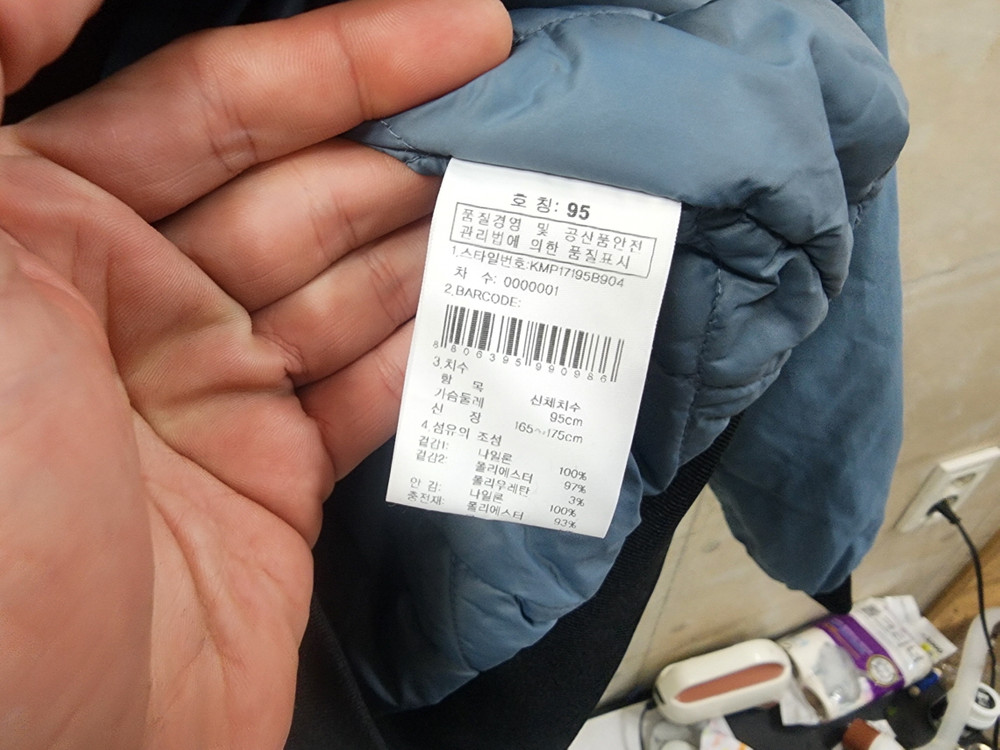 호 칭: 95
품질경영 및 공산품안전
관리법에 의한 품질표시
1.스타일번호:KMP17195B904
차 수: 0000001
2.BARCODE:
8 806395 990986
3.치수
항 목 신체치수
가슴둘레 95cm
신 장 165~175cm
4.섬유의 조성
겉감1: 나일론 100%
겉감2: 폴리에스터 97%
폴리우레탄 3%
안 감: 나일론 100%
충전재: 폴리에스터 93%